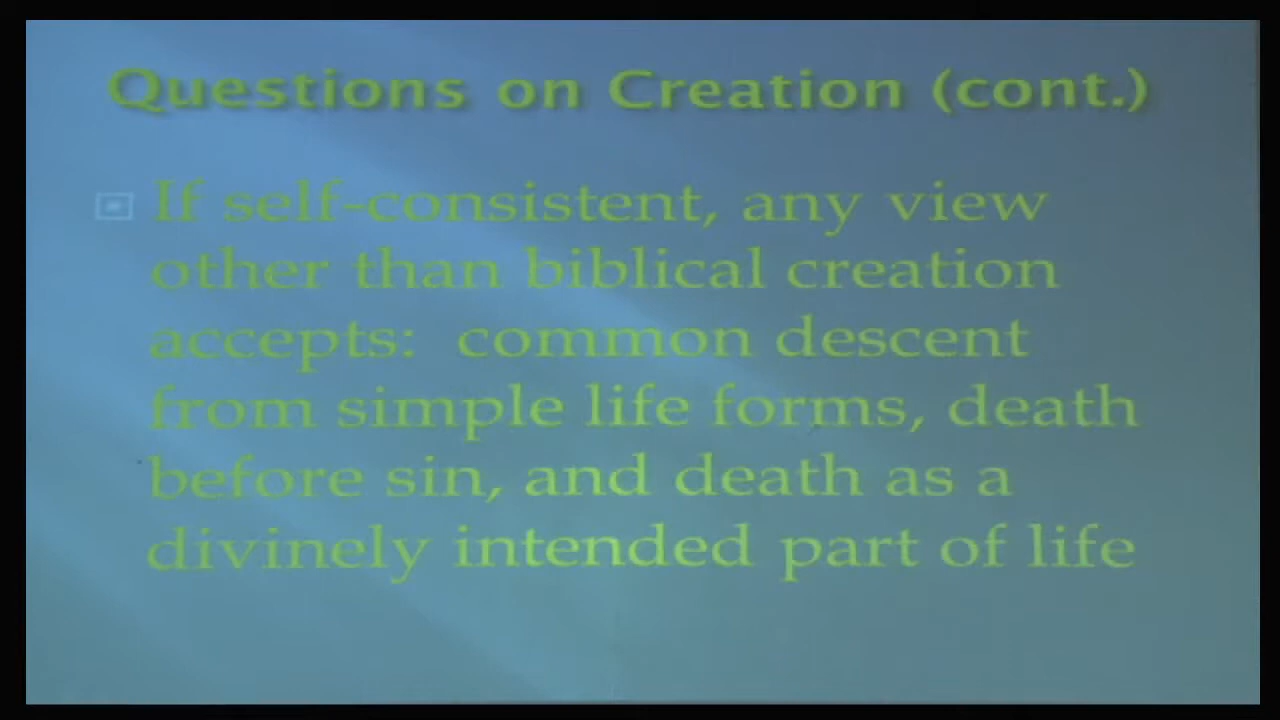 Questions on Creation (cont.)
If self-consistent, any view
other than biblical creation
accepts: common descent
from simple life forms, death
before sin, and death as a
divinely intended part of life